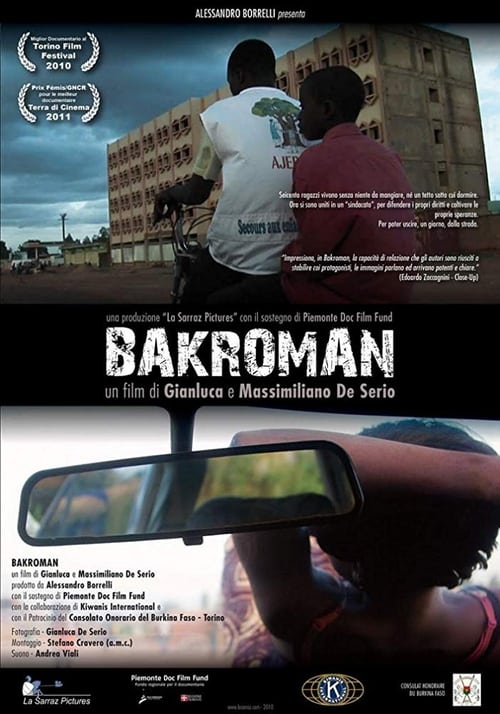 ALESSANDRO BORRELLI presenta
Miglior Documentario al
Torino Film
Festival
2010
Prix Fémis/GNCR
pour le meilleur
documentaire
Terra di Cinema
2011
AJER
Secours aux enfa
Seicento ragazzi vivono senza niente da mangiare, né un tetto sotto cui dormire.
Ora si sono uniti in un "sindacato", per difendere i propri diritti e coltivare le
proprie speranze.
Per poter uscire, un giorno, dalla strada.
"Impressiona, in Bakroman, la capacità di relazione che gli autori sono riusciti a
stabilire coi protagonisti, le immagini parlano ed arrivano potenti e chiare."
(Edoardo Zaccagnini - Close-Up)
una produzione "La Sarraz Pictures" con il sostegno di Piemonte Doc Film Fund
BAKROMAN
un film di Gianluca e Massimiliano De Serio
BAKROMAN
un film di Gianluca e Massimiliano De Serio
prodotto da Alessandro Borrelli
con il sostegno di Piemonte Doc Film Fund
con la collaborazione di Kiwanis International e
con il Patrocinio del Consolato Onorario del Burkina Faso - Torino
Fotografia - Gianluca De Serio
Montaggio - Stefano Cravero (a.m.c.)
Suono - Andrea Viali
La Sarraz Pictures
Piemonte Doc Film Fund
Fondo regionale per il documentario
K
CONSOLAT HONORAIRE
DU BURKINA FASO